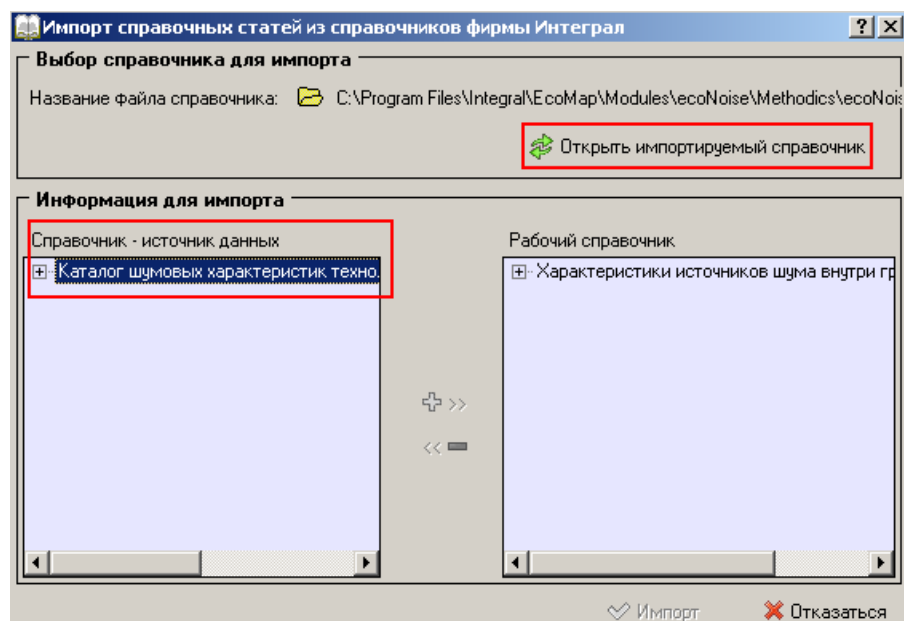 Импорт справочных статей из справочников фирмы Интеграл
Выбор справочника для импорта
Название файла справочника: C:\Program Files\Integral\EcoMap\Modules\ecoNoise\Methodics\ecoNois
Открыть импортируемый справочник
Информация для импорта
Справочник - источник данных
Рабочий справочник
Каталог шумовых характеристик техно.
Характеристики источников шума внутри гр
>>
<<
Импорт
Отказаться